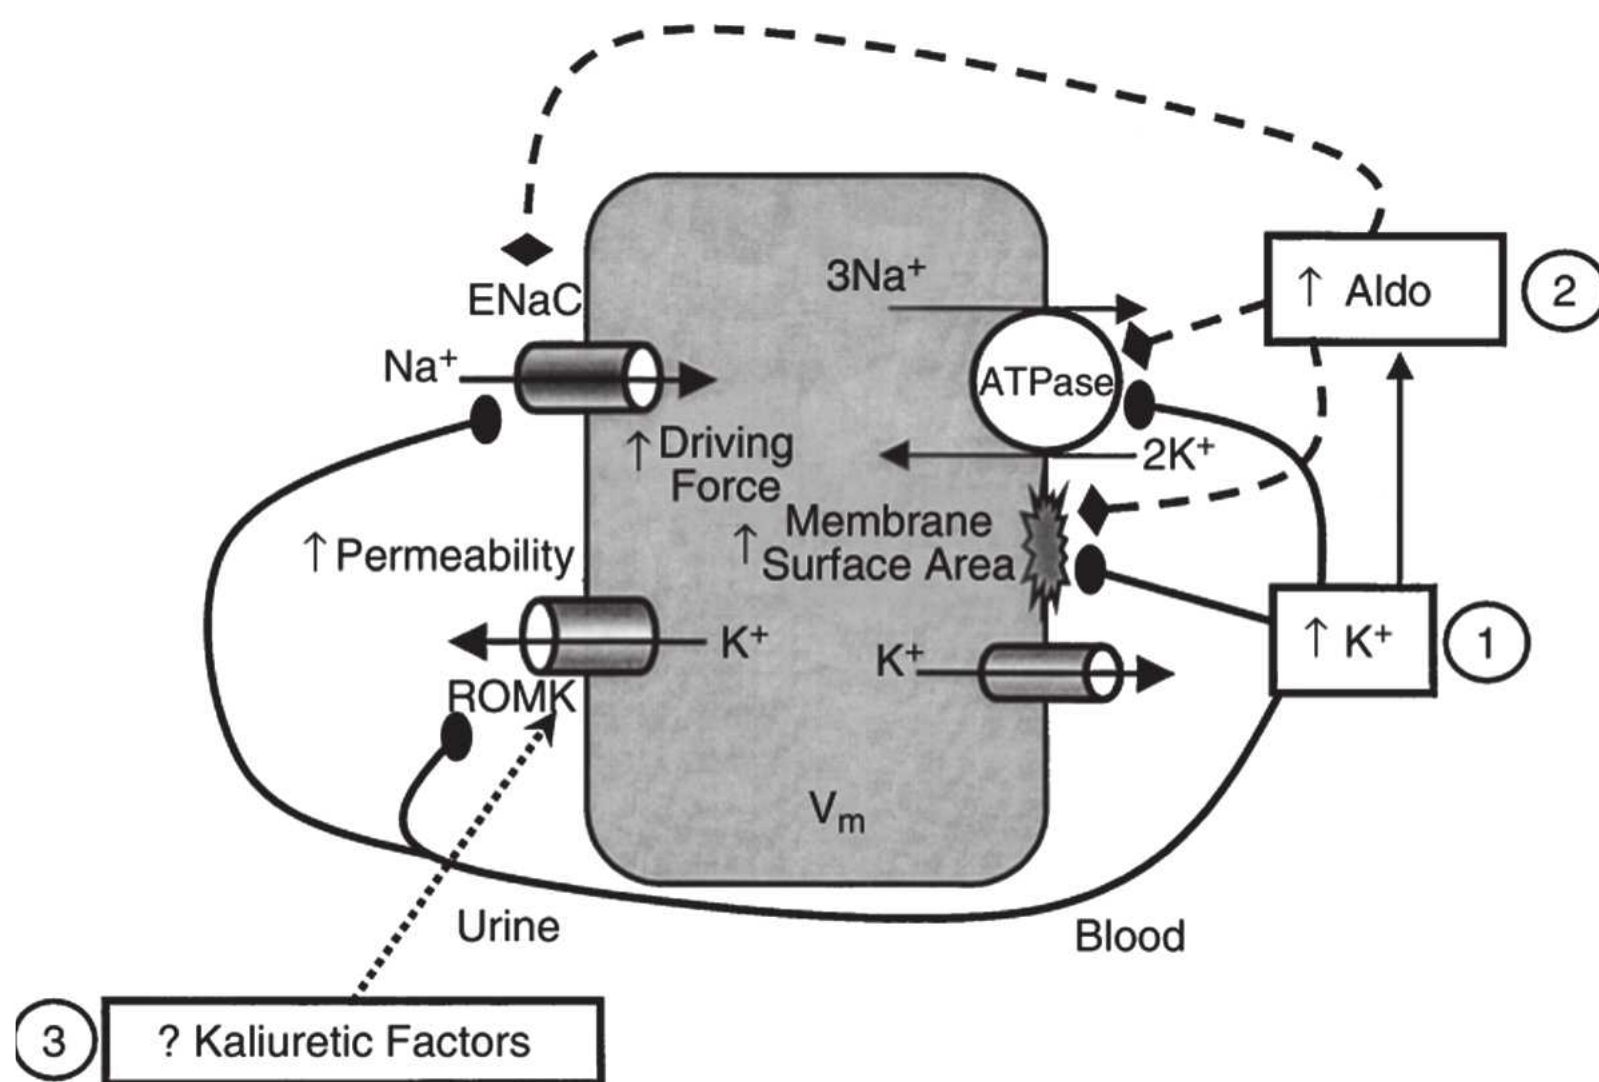 3Na⁺
↑ Aldo
2
ENaC
Na⁺
ATPase
↑ Driving
Force
2K⁺
↑ Membrane
Surface Area
↑ Permeability
K⁺
K⁺
↑ K⁺
1
ROMK
Vm
Urine
Blood
3
? Kaliuretic Factors